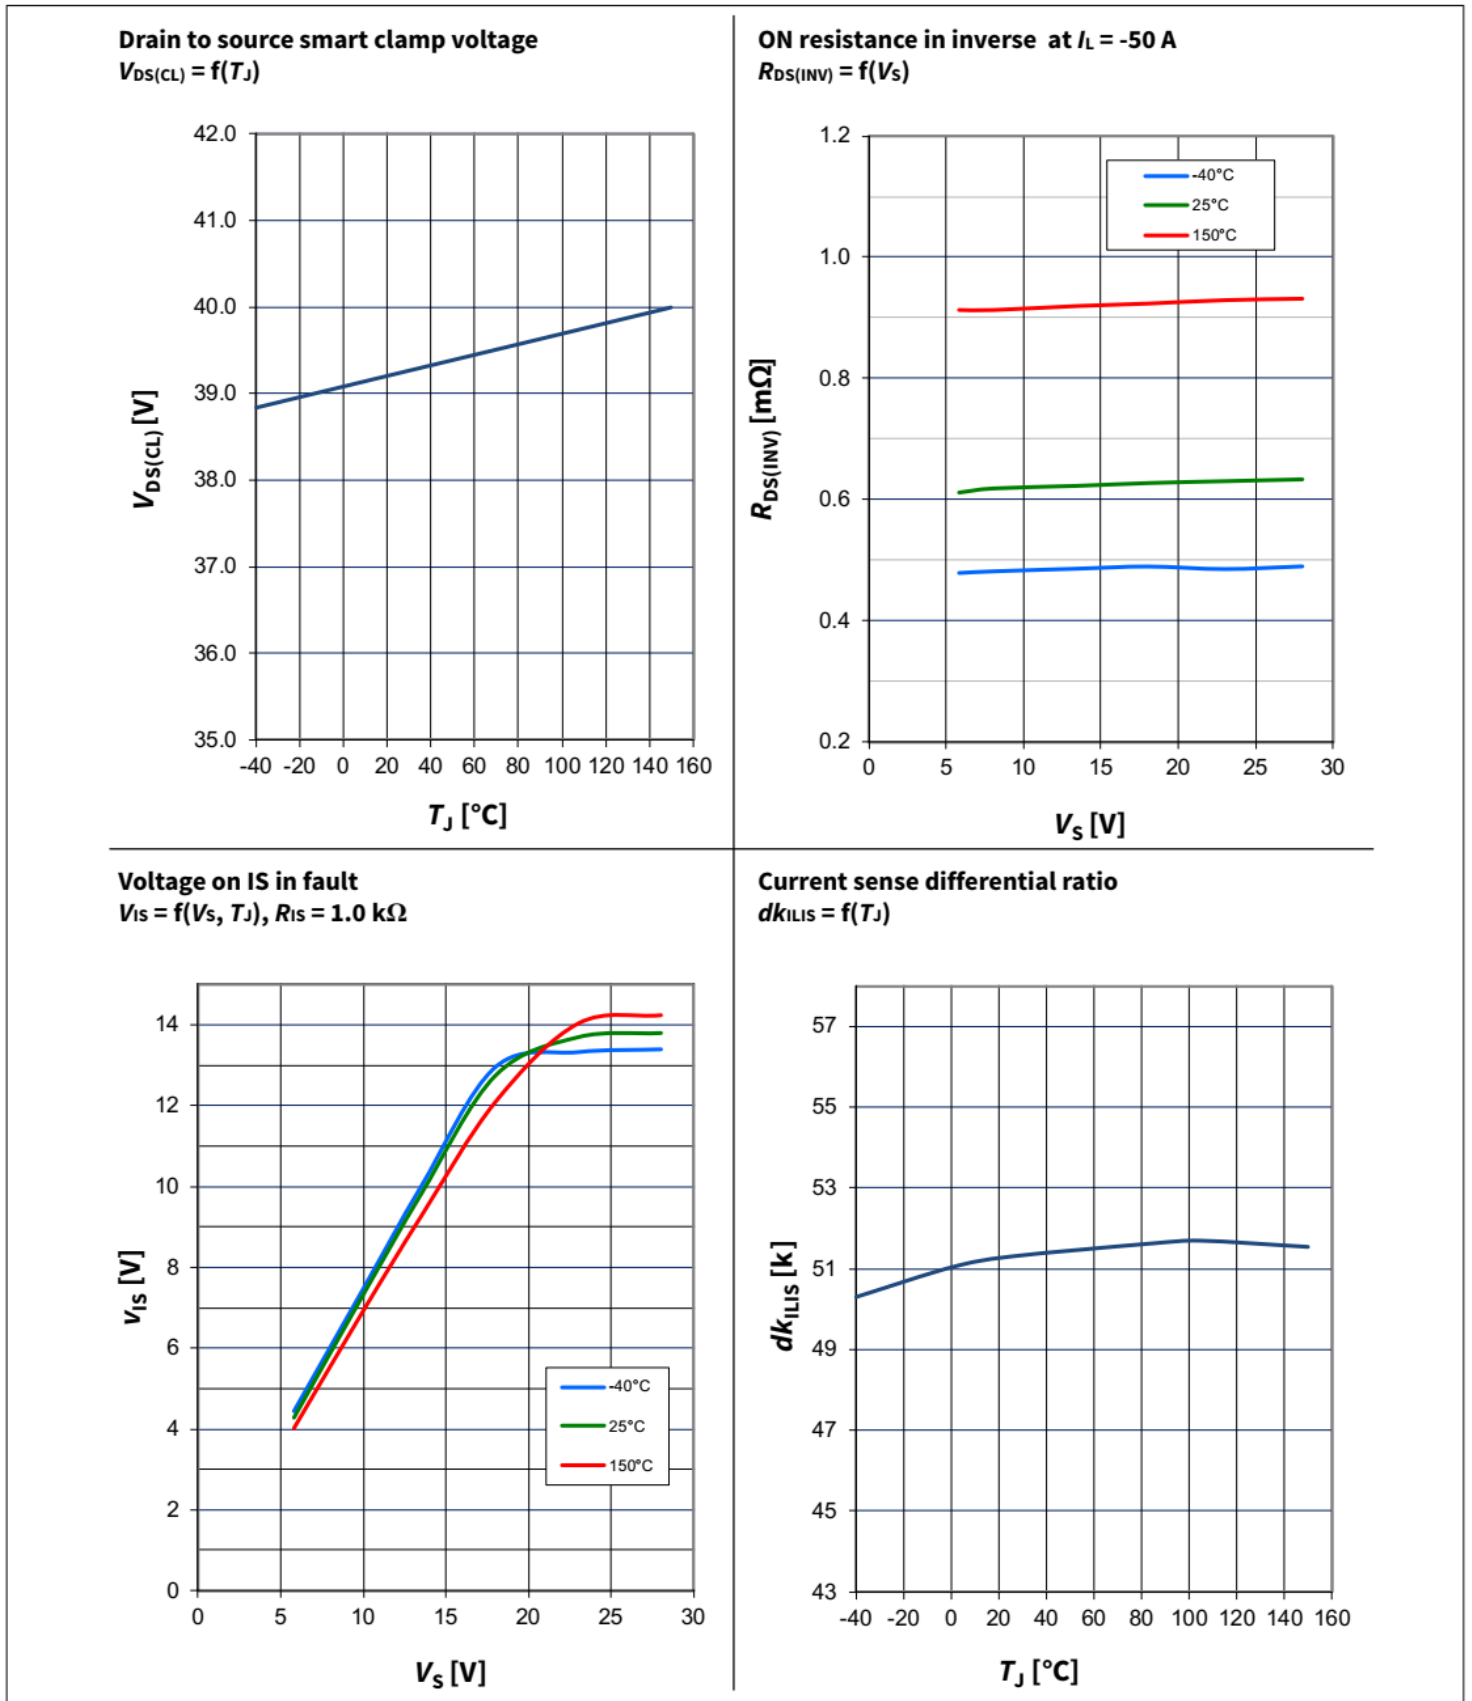 Drain to source smart clamp voltage
VDS(CL) = f(TJ)
42.0
41.0
40.0
39.0
38.0
37.0
36.0
35.0
-40 -20 0 20 40 60 80 100 120 140 160
VDS(CL) [V]
TJ [°C]
ON resistance in inverse at IL = -50 A
RDS(INV) = f(VS)
1.2
1.0
0.8
0.6
0.4
0.2
0 5 10 15 20 25 30
-40°C
25°C
150°C
RDS(INV) [mΩ]
VS [V]
Voltage on IS in fault
VIS = f(VS, TJ), RIS = 1.0 kΩ
14
12
10
8
6
4
2
0
0 5 10 15 20 25 30
-40°C
25°C
150°C
vIS [V]
VS [V]
Current sense differential ratio
dkILIS = f(TJ)
57
55
53
51
49
47
45
43
-40 -20 0 20 40 60 80 100 120 140 160
dkILIS [k]
TJ [°C]